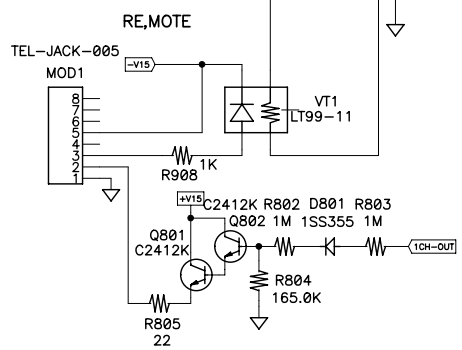 RE,MOTE
TEL-JACK-005
MOD1
-V15
8
7
6
5
4
3
2
1
VT1
LT99-11
1K
R908
+V15
C2412K
Q802
R802
1M
D801
1SS355
R803
1M
Q801
C2412K
1CH-OUT
R804
165.0K
R805
22